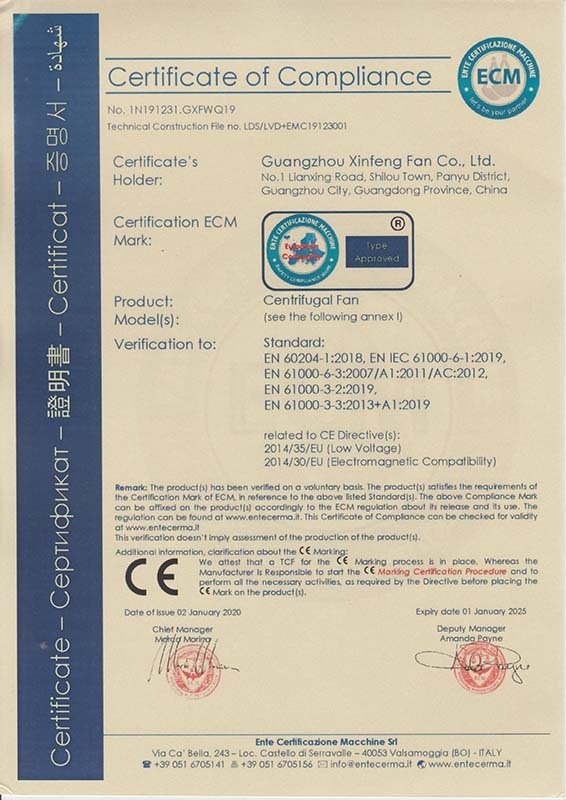 Certificate – Сертификат – 證明書 – Certificat – 증명서 – شهادة
Certificate of Compliance
ENTE CERTIFICAZIONE MACCHINE
ECM
let's be your partner
No. 1N191231.GXFWQ19
Technical Construction File no. LDS/LVD+EMC19123001
Certificate's Holder:
Guangzhou Xinfeng Fan Co., Ltd.
No.1 Lianxing Road, Shilou Town, Panyu District,
Guangzhou City, Guangdong Province, China
Certification ECM
Mark:
ENTE CERTIFICAZIONE MACCHINE
European
SAFETY COMPLIANCE MARK
®
Type
Approved
Product:
Centrifugal Fan
Model(s):
(see the following annex I)
Verification to:
Standard:
EN 60204-1:2018, EN IEC 61000-6-1:2019,
EN 61000-6-3:2007/A1:2011/AC:2012,
EN 61000-3-2:2019,
EN 61000-3-3:2013+A1:2019
related to CE Directive(s):
2014/35/EU (Low Voltage)
2014/30/EU (Electromagnetic Compatibility)
Remark: The product(s) has been verified on a voluntary basis. The product(s) satisfies the requirements of
the Certification Mark of ECM, in reference to the above listed Standard(s). The above Compliance Mark
can be affixed on the product(s) accordingly to the ECM regulation about its release and its use. The
regulation can be found at www.entecerma.it. This Certificate of Compliance can be checked for validity
at www.entecerma.it
This verification doesn't imply assessment of the production of the product(s).
Additional information, clarification about the CE Marking:
CE
We attest that a TCF for the CE Marking process is in place. Whereas the
Manufacturer is Responsible to start the CE Marking Certification Procedure and to
perform all the necessary activities, as required by the Directive before placing the
CE Mark on the product(s).
Date of issue 02 January 2020
Expiry date 01 January 2025
Chief Manager
Marco Morina
Deputy Manager
Amanda Payne
Ente Certificazione Macchine Srl
Via Ca' Bella, 243 – Loc. Castello di Serravalle – 40053 Valsamoggia (BO) - ITALY
☎ +39 051 6705141 +39 051 6705156 ✉ info@entecerma.it www.entecerma.it